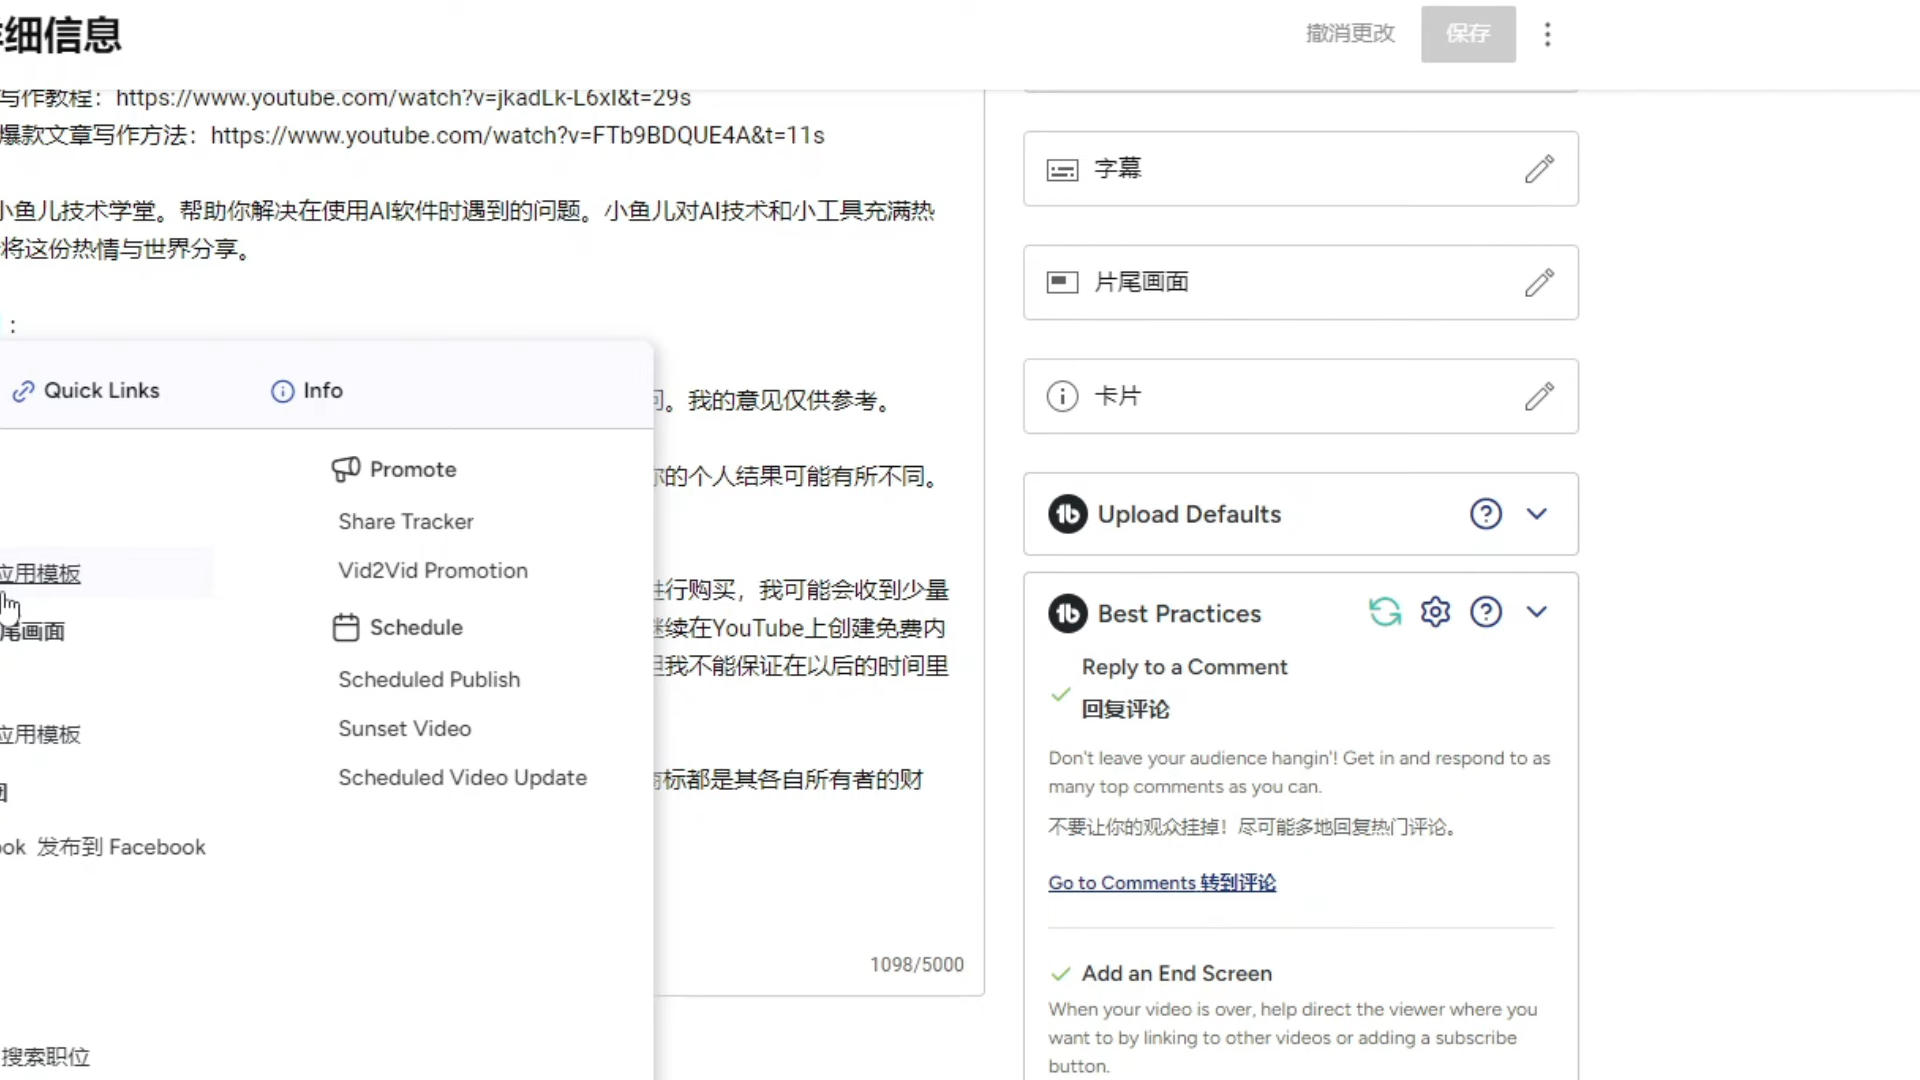 细信息
撤消更改
保存
写作教程：https://www.youtube.com/watch?v=jkadLk-L6xI&t=29s
爆款文章写作方法：https://www.youtube.com/watch?v=FTb9BDQUE4A&t=11s
小鱼儿技术学堂。帮助你解决在使用AI软件时遇到的问题。小鱼儿对AI技术和小工具充满热
将这份热情与世界分享。
：
Quick Links
Info
。我的意见仅供参考。
的个人结果可能有所不同。
行购买，我可能会收到少量
续在YouTube上创建免费内
我不能保证在以后的时间里
标都是其各自所有者的财
1098/5000
应用模板
尾画面
应用模板
ok 发布到 Facebook
搜索职位
Promote
Share Tracker
Vid2Vid Promotion
Schedule
Scheduled Publish
Sunset Video
Scheduled Video Update
字幕
片尾画面
卡片
Upload Defaults
Best Practices
Reply to a Comment
回复评论
Don't leave your audience hangin'! Get in and respond to as
many top comments as you can.
不要让你的观众挂掉！尽可能多地回复热门评论。
Go to Comments 转到评论
Add an End Screen
When your video is over, help direct the viewer where you
want to by linking to other videos or adding a subscribe
button.